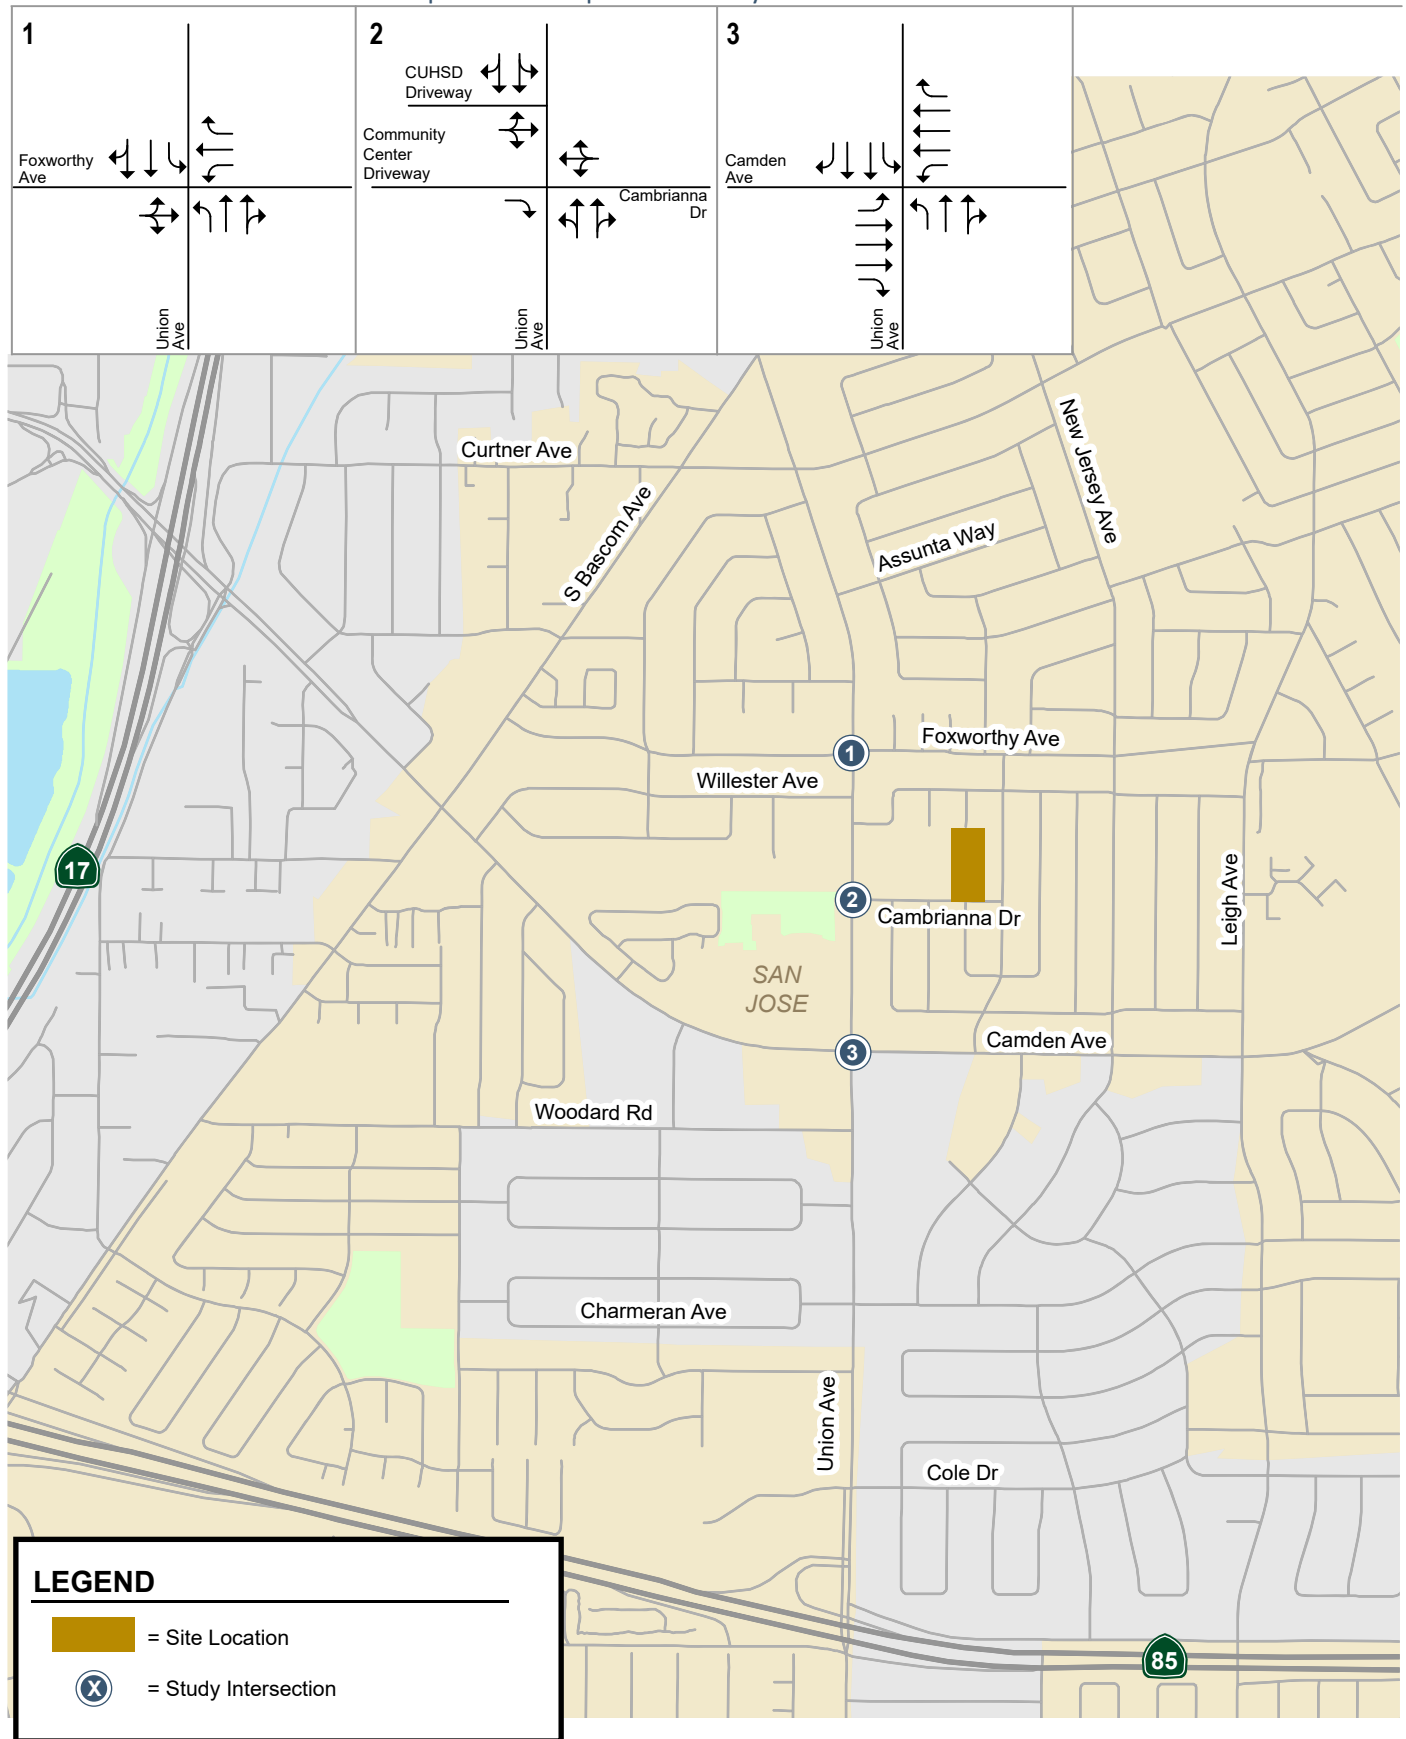 1
2
3
CUHSD
Driveway
Community
Center
Driveway
Foxworthy
Ave
Camden
Ave
Cambrianna
Dr
Union
Ave
Union
Ave
Union
Ave
New Jersey Ave
Curtner Ave
S Bascom Ave
Assunta Way
Foxworthy Ave
1
Willester Ave
17
Leigh Ave
2
Cambrianna Dr
SAN
JOSE
3
Camden Ave
Woodard Rd
Charmeran Ave
Union Ave
Cole Dr
LEGEND
= Site Location
X
= Study Intersection
85